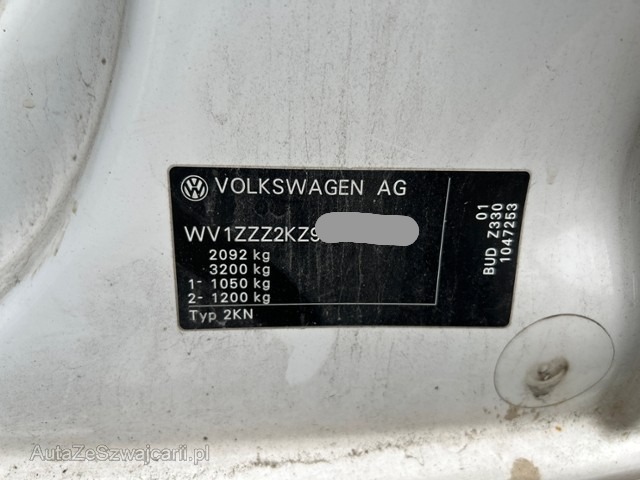 VOLKSWAGEN AG
WV1ZZZ2KZ9
2092 kg
3200 kg
1- 1050 kg
2- 1200 kg
Typ 2KN
01
BUD Z330
1047253
AutaZeSzwajcarii.pl